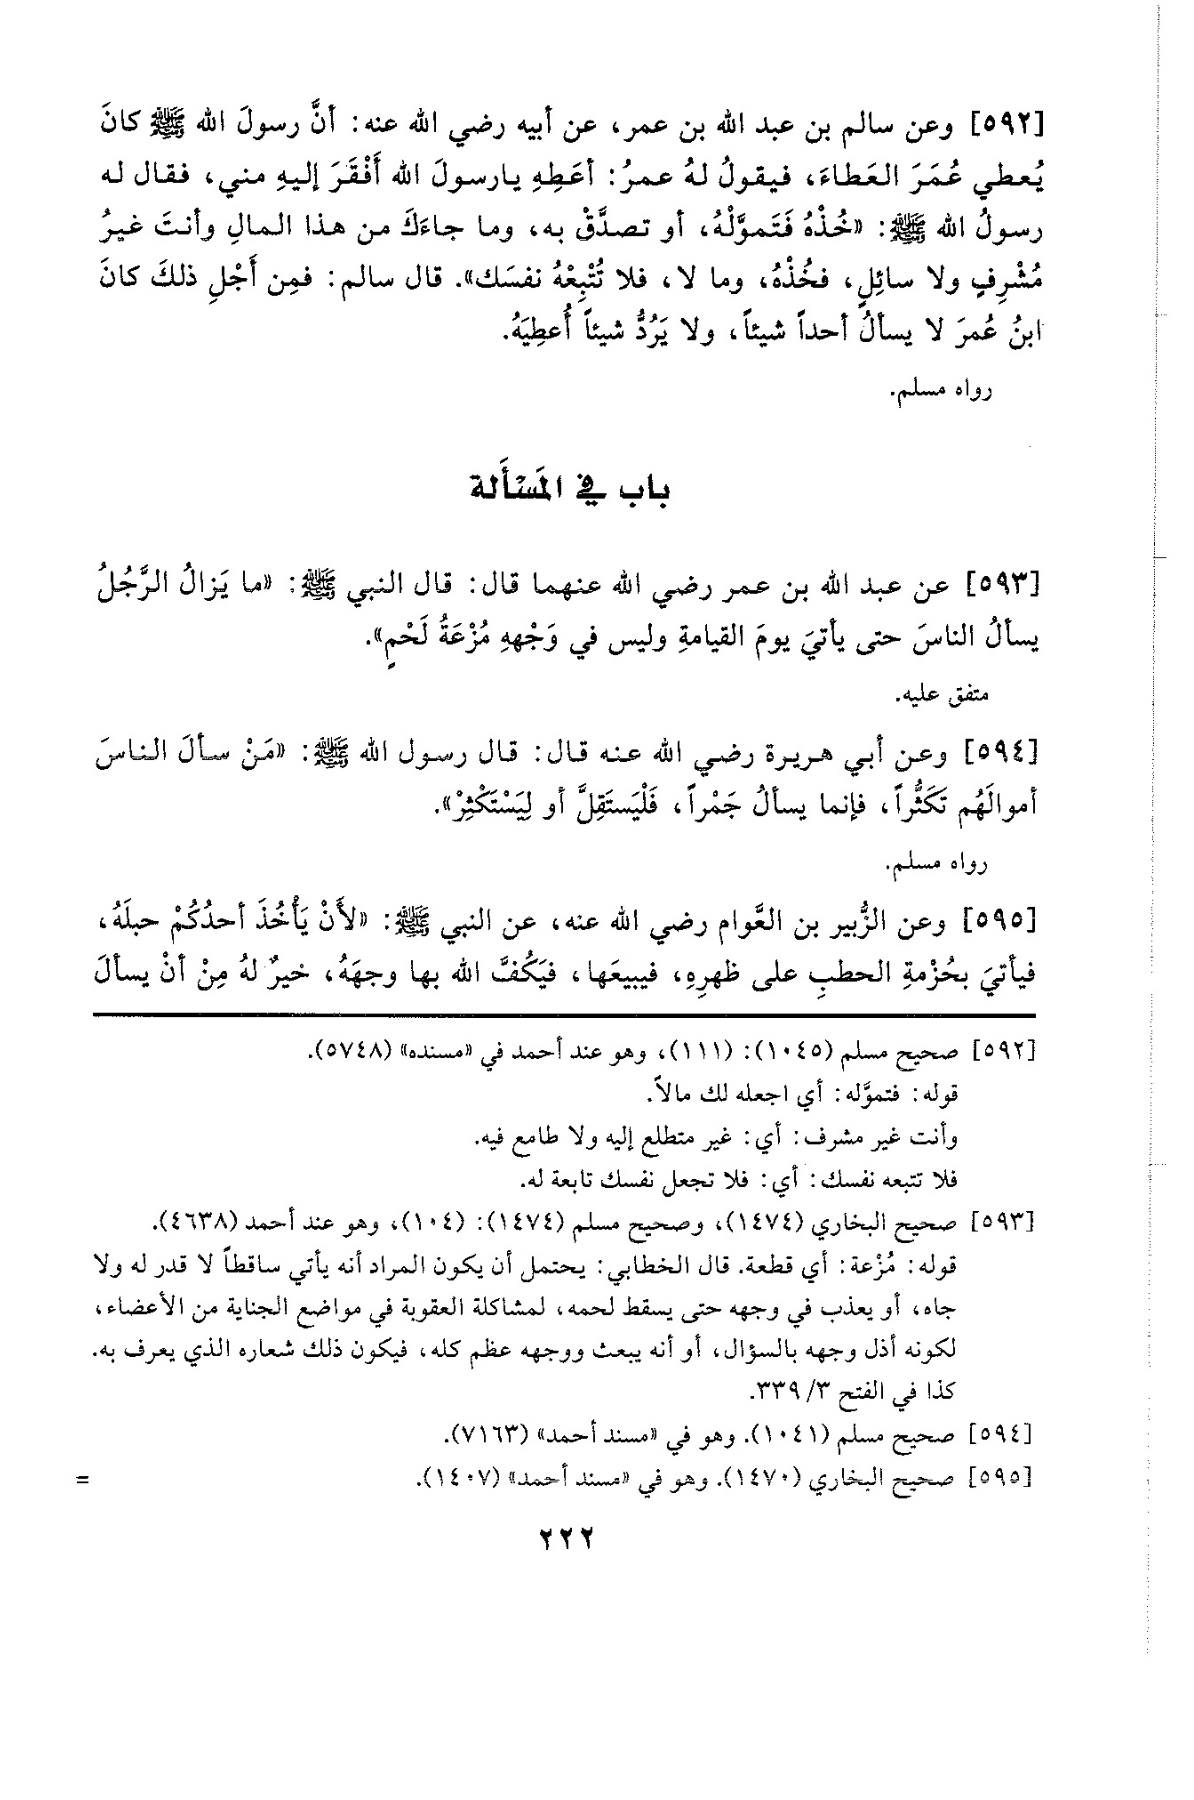 [٥٩٢] وعن سالم بن عبد الله بن عمر، عن أبيه رضي الله عنه: أنَّ رسولَ الله ﷺ كانَ
يُعطي عُمَرَ العَطاءَ، فيقولُ لهُ عمرُ: أعَطِهِ يارسولَ الله أَفْقَرَ إليهِ مني، فقال له
رسولُ الله ﷺ: «خُذْهُ فَتَموَّلْهُ، أو تصدَّقْ به، وما جاءَكَ من هذا المالِ وأنتَ غيرُ
مُشْرِفٍ ولا سائِلٍ، فخُذْهُ، وما لا، فلا تُتْبِعْهُ نفسَك». قال سالم: فمِن أَجْلِ ذلكَ كانَ
ابنُ عُمرَ لا يسألُ أحداً شيئاً، ولا يَرُدُّ شيئاً أُعطِيَهُ.
رواه مسلم.
باب في المَسْأَلة
[٥٩٣] عن عبد الله بن عمر رضي الله عنهما قال: قال النبي ﷺ: «ما يَزالُ الرَّجُلُ
يسألُ الناسَ حتى يأتيَ يومَ القيامةِ وليس في وَجْههِ مُزْعَةُ لَحْمٍ».
متفق عليه.
[٥٩٤] وعن أبي هريرة رضي الله عنه قال: قال رسول الله ﷺ: «مَنْ سألَ الناسَ
أموالَهُم تَكَثُّراً، فإنما يسألُ جَمْراً، فَلْيَستَقِلَّ أو لِيَسْتَكْثِرْ».
رواه مسلم.
[٥٩٥] وعن الزُّبير بن العَّوام رضي الله عنه، عن النبي ﷺ: «لأَنْ يَأْخُذَ أحدُكُمْ حبلَهُ،
فيأتيَ بحُزْمةِ الحطبِ على ظهرِهِ، فيبيعَها، فيَكُفَّ الله بها وجهَهُ، خيرٌ لهُ مِنْ أنْ يسألَ
[٥٩٢] صحيح مسلم (١٠٤٥): (١١١)، وهو عند أحمد في «مسنده» (٥٧٤٨).
قوله: فتموَّله: أي اجعله لك مالاً.
وأنت غير مشرف: أي: غير متطلع إليه ولا طامع فيه.
فلا تتبعه نفسك: أي: فلا تجعل نفسك تابعة له.
[٥٩٣] صحيح البخاري (١٤٧٤)، وصحيح مسلم (١٤٧٤): (١٠٤)، وهو عند أحمد (٤٦٣٨).
قوله: مُزْعة: أي قطعة. قال الخطابي: يحتمل أن يكون المراد أنه يأتي ساقطاً لا قدر له ولا
جاه، أو يعذب في وجهه حتى يسقط لحمه، لمشاكلة العقوبة في مواضع الجناية من الأعضاء،
لكونه أذل وجهه بالسؤال، أو أنه يبعث ووجهه عظم كله، فيكون ذلك شعاره الذي يعرف به.
كذا في الفتح ٣/ ٣٣٩.
[٥٩٤] صحيح مسلم (١٠٤١). وهو في «مسند أحمد» (٧١٦٣).
[٥٩٥] صحيح البخاري (١٤٧٠). وهو في «مسند أحمد» (١٤٠٧). =
٢٢٢